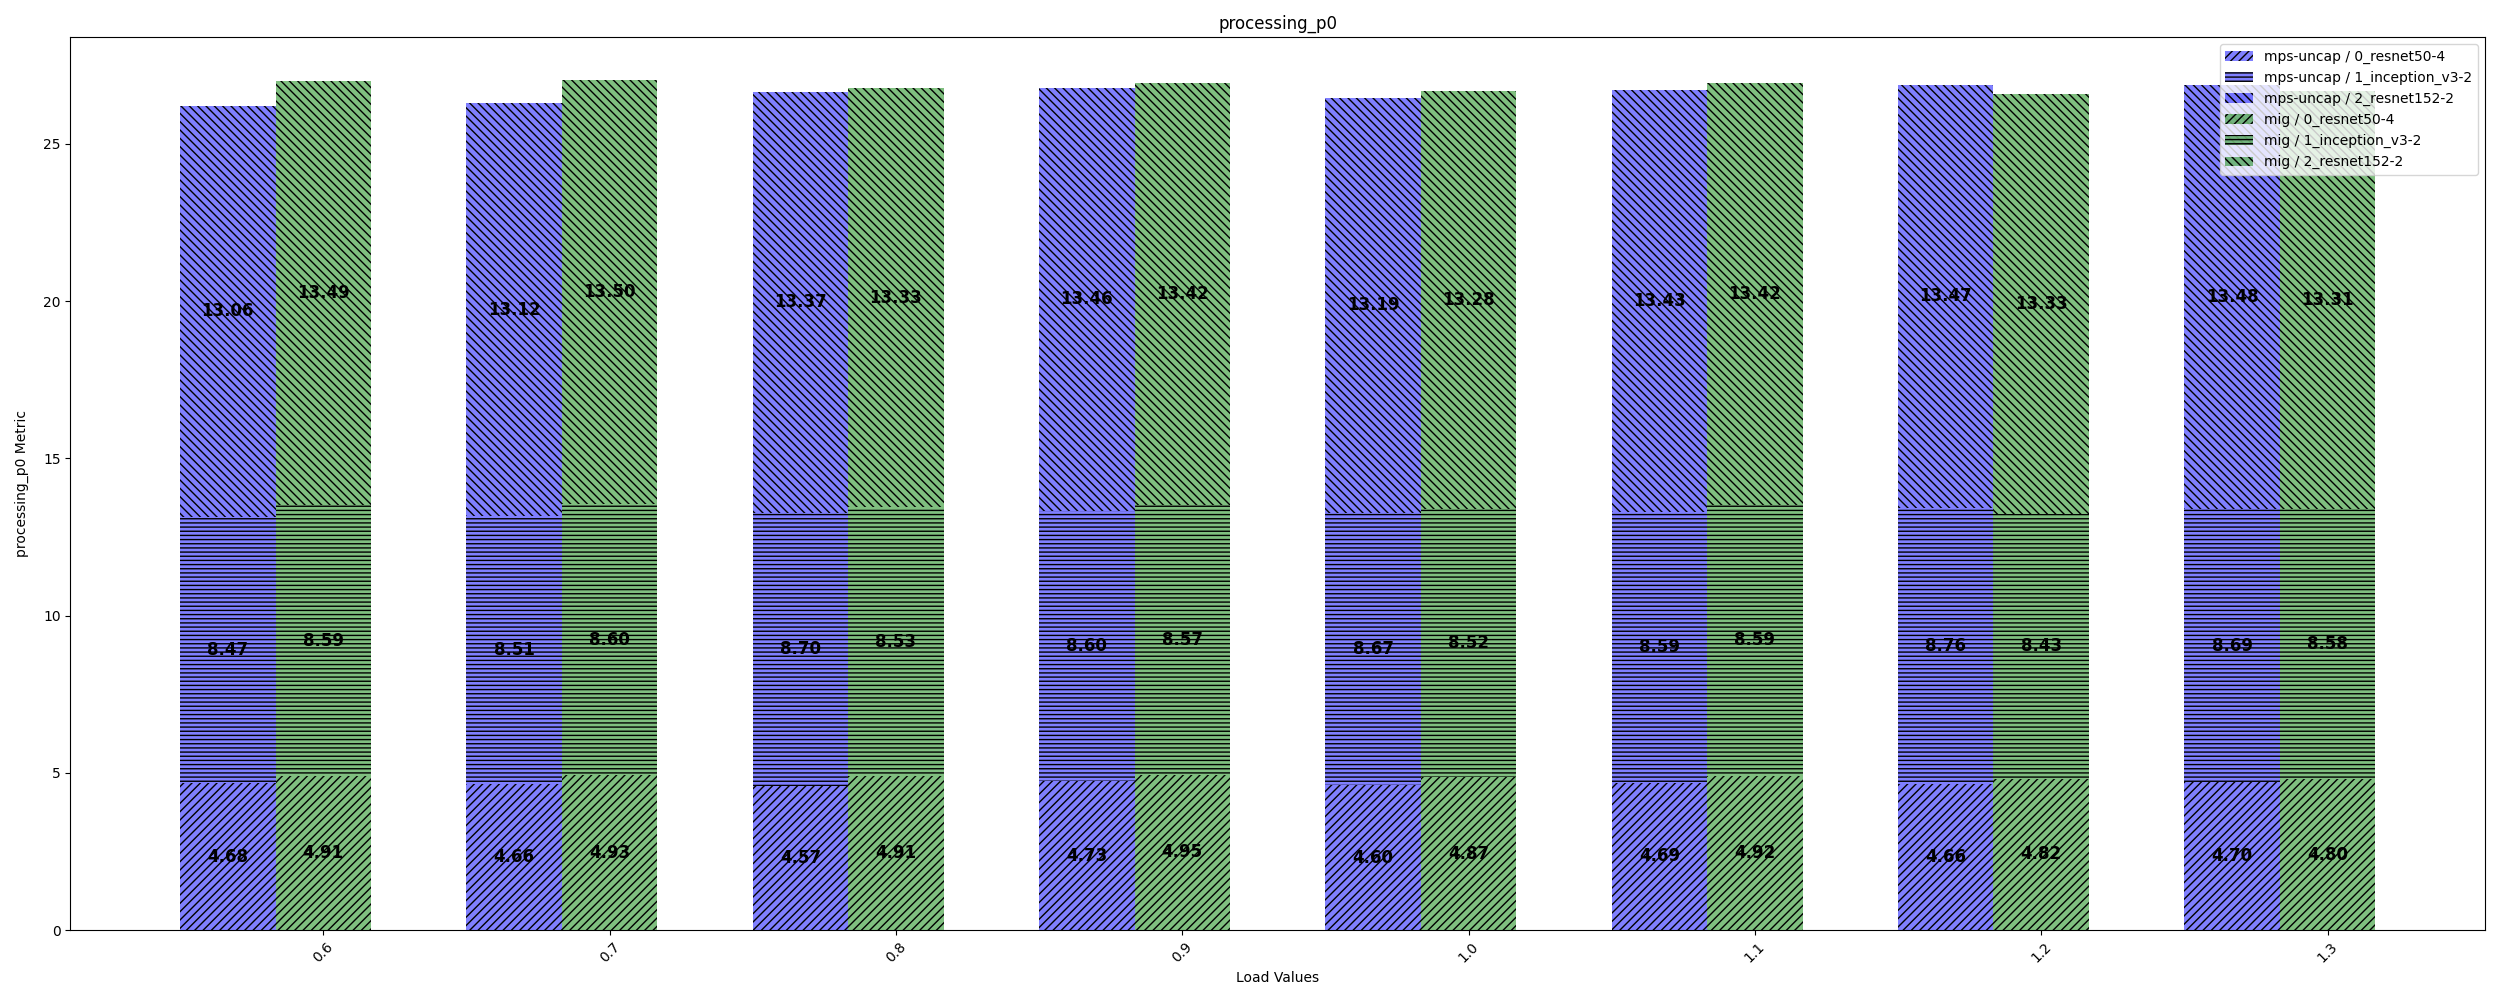 processing_p0
mps-uncap / 0_resnet50-4
mps-uncap / 1_inception_v3-2
mps-uncap / 2_resnet152-2
mig / 0_resnet50-4
mig / 1_inception_v3-2
mig / 2_resnet152-2
processing_p0 Metric
25
20
15
10
5
0
13.06 13.49 13.12 13.50 13.37 13.33 13.46 13.42 13.19 13.28 13.43 13.42 13.47 13.33 13.48 13.31
8.47 8.59 8.51 8.60 8.70 8.53 8.60 8.57 8.67 8.52 8.59 8.59 8.76 8.43 8.69 8.58
4.68 4.91 4.66 4.93 4.57 4.91 4.73 4.95 4.60 4.87 4.69 4.92 4.66 4.82 4.70 4.80
0.6 0.7 0.8 0.9 1.0 1.1 1.2 1.3
Load Values